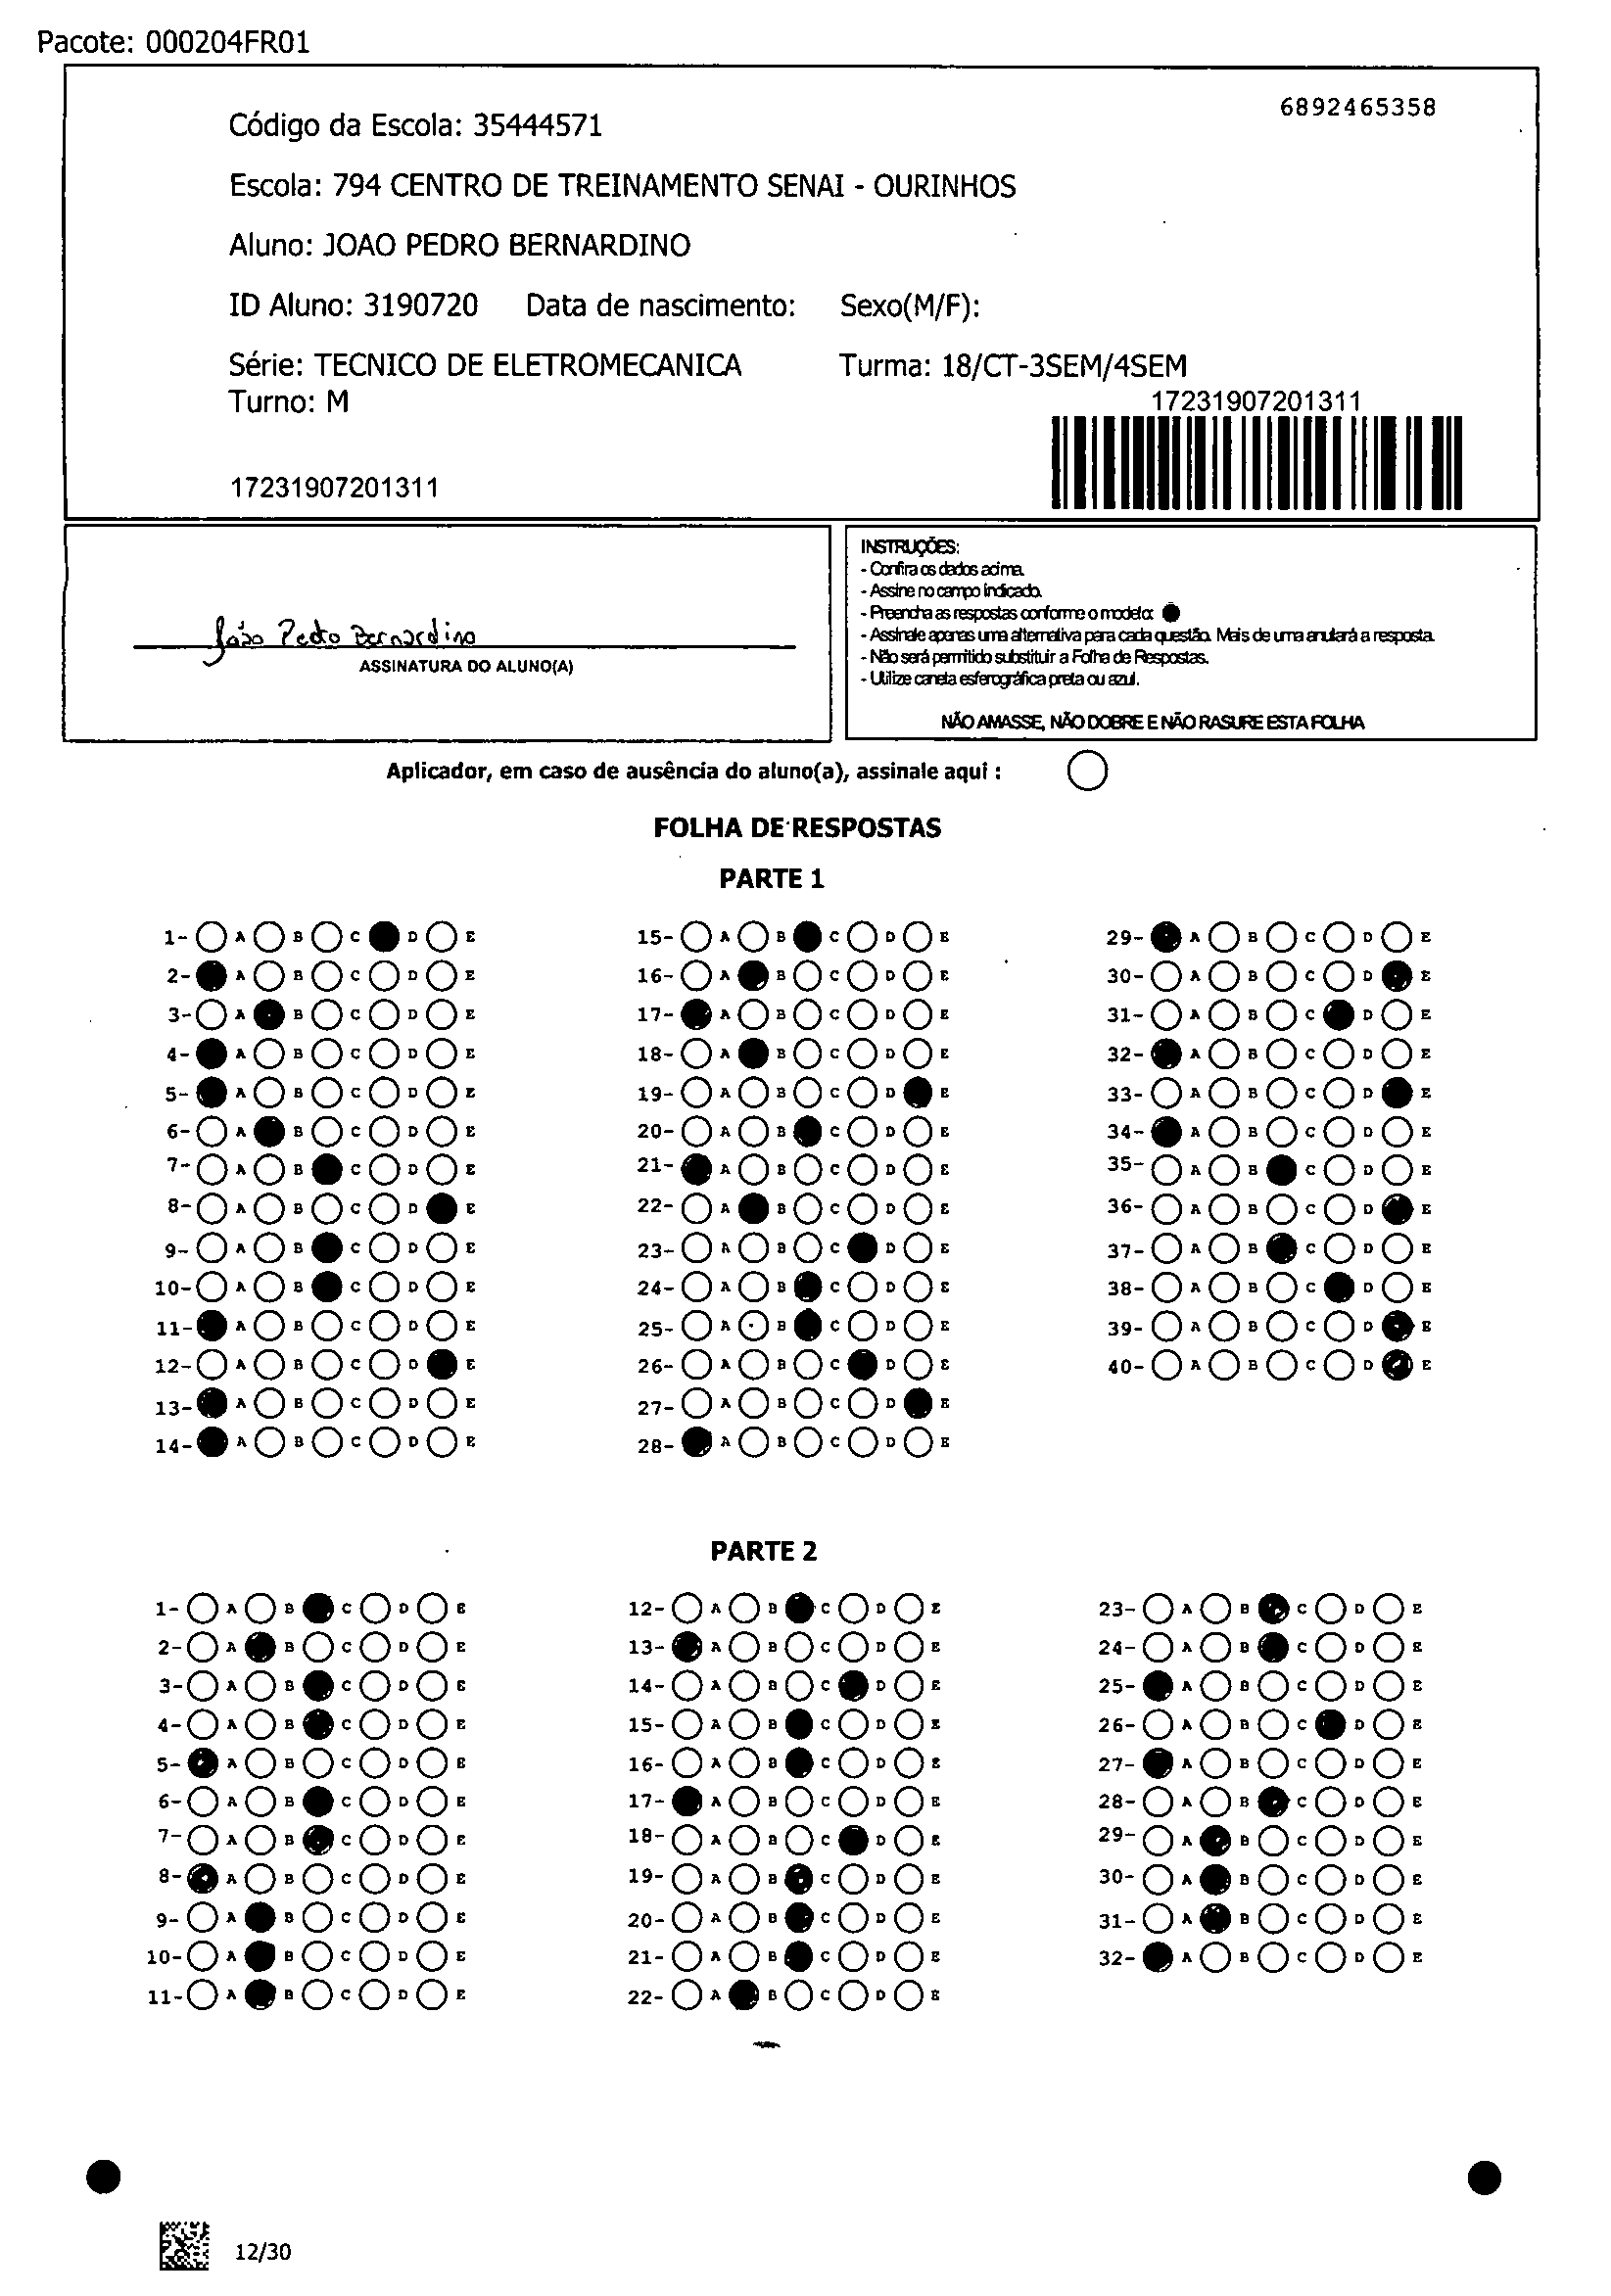 Pacote: 000204FR01
6892465358
Código da Escola: 35444571
Escola: 794 CENTRO DE TREINAMENTO SENAI - OURINHOS
Aluno: JOAO PEDRO BERNARDINO
ID Aluno: 3190720 Data de nascimento: Sexo(M/F):
Série: TECNICO DE ELETROMECANICA Turma: 18/CT-3SEM/4SEM
Turno: M
17231907201311
17231907201311
João Pedro Bernardino
ASSINATURA DO ALUNO(A)
INSTRUÇÕES:
- Confira os dados acima.
- Assine no campo indicado.
- Preencha as respostas conforme o modelo:
- Assinale apenas uma alternativa para cada questão. Mais de uma anulará a resposta.
- Não será permitido substituir a Folha de Respostas.
- Utilize caneta esferográfica preta ou azul.
NÃO AMASSE, NÃO DOBRE E NÃO RASURE ESTA FOLHA
Aplicador, em caso de ausência do aluno(a), assinale aqui :
FOLHA DE RESPOSTAS
PARTE 1
1- A B C D E 15- A B C D E 29- A B C D E
2- A B C D E 16- A B C D E 30- A B C D E
3- A B C D E 17- A B C D E 31- A B C D E
4- A B C D E 18- A B C D E 32- A B C D E
5- A B C D E 19- A B C D E 33- A B C D E
6- A B C D E 20- A B C D E 34- A B C D E
7- A B C D E 21- A B C D E 35- A B C D E
8- A B C D E 22- A B C D E 36- A B C D E
9- A B C D E 23- A B C D E 37- A B C D E
10- A B C D E 24- A B C D E 38- A B C D E
11- A B C D E 25- A B C D E 39- A B C D E
12- A B C D E 26- A B C D E 40- A B C D E
13- A B C D E 27- A B C D E
14- A B C D E 28- A B C D E
PARTE 2
1- A B C D E 12- A B C D E 23- A B C D E
2- A B C D E 13- A B C D E 24- A B C D E
3- A B C D E 14- A B C D E 25- A B C D E
4- A B C D E 15- A B C D E 26- A B C D E
5- A B C D E 16- A B C D E 27- A B C D E
6- A B C D E 17- A B C D E 28- A B C D E
7- A B C D E 18- A B C D E 29- A B C D E
8- A B C D E 19- A B C D E 30- A B C D E
9- A B C D E 20- A B C D E 31- A B C D E
10- A B C D E 21- A B C D E 32- A B C D E
11- A B C D E 22- A B C D E
12/30